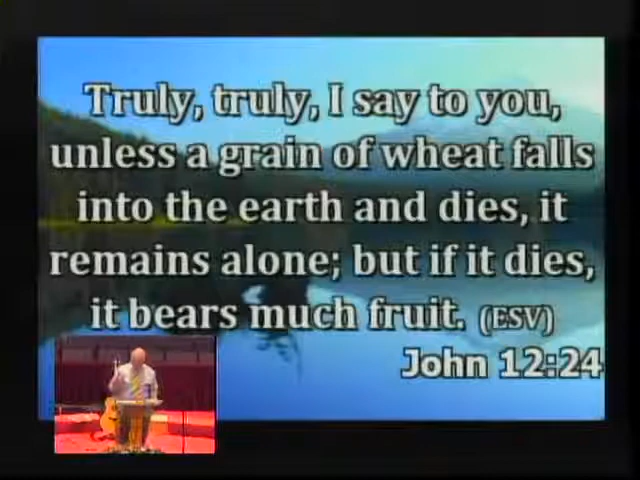 Truly, truly, I say to you,
unless a grain of wheat falls
into the earth and dies, it
remains alone; but if it dies,
it bears much fruit. (ESV)
John 12:24